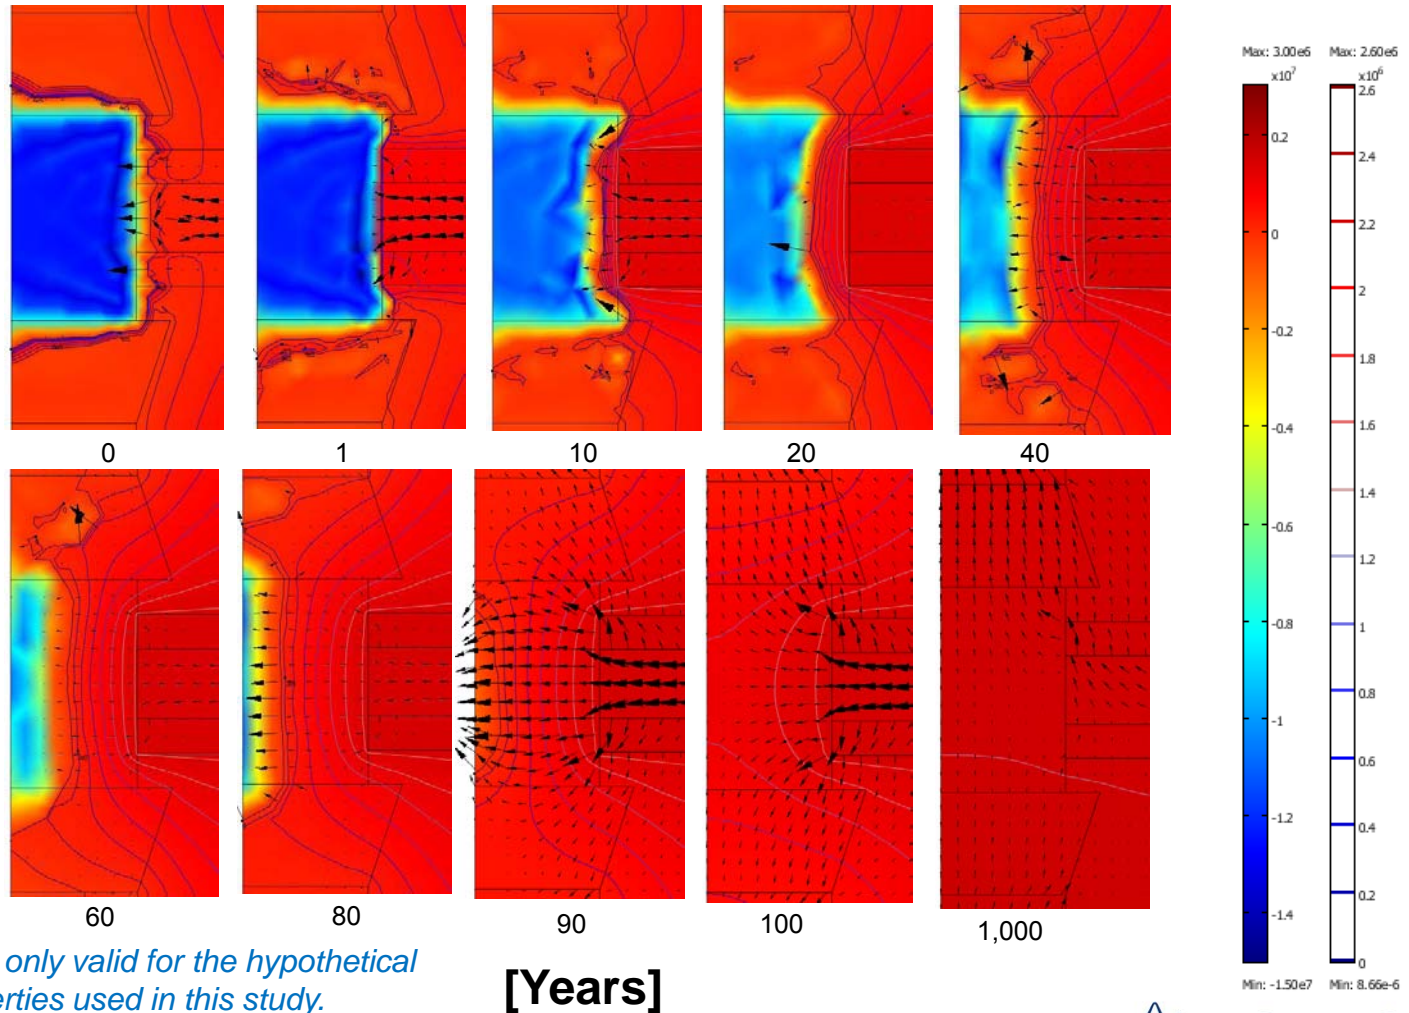 Max: 3.00e6 Max: 2.60e6
x10⁷ x10⁶
0.2
0
-0.2
-0.4
-0.6
-0.8
-1
-1.2
-1.4
2.6
2.4
2.2
2
1.8
1.6
1.4
1.2
1
0.8
0.6
0.4
0.2
0
Min: -1.50e7 Min: 8.66e-6
0 1 10 20 40
60 80 90 100 1,000
only valid for the hypothetical
erties used in this study.
[Years]